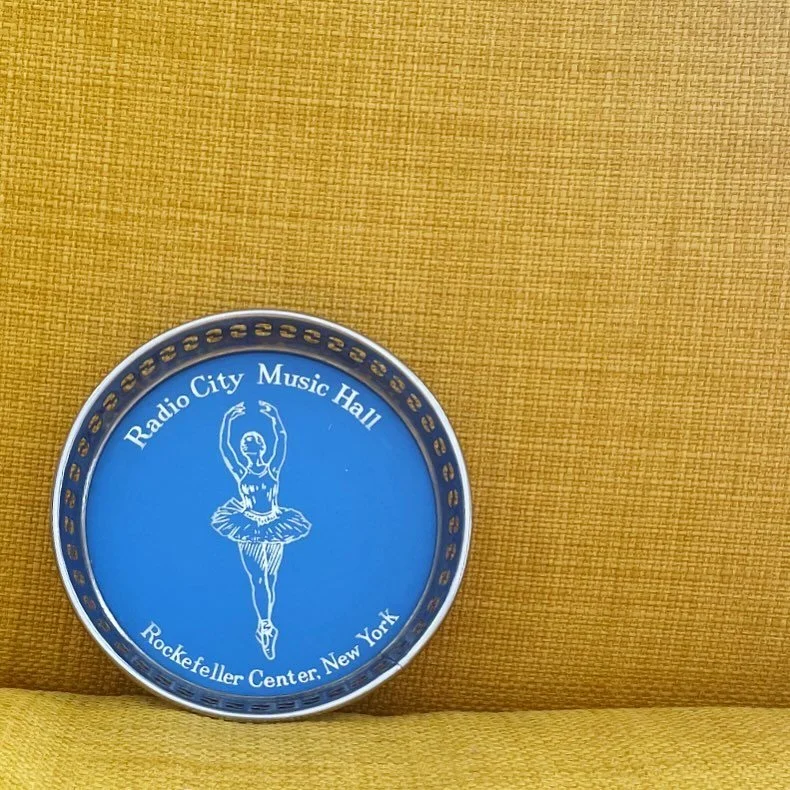 Radio City Music Hall
Rockefeller Center, New York